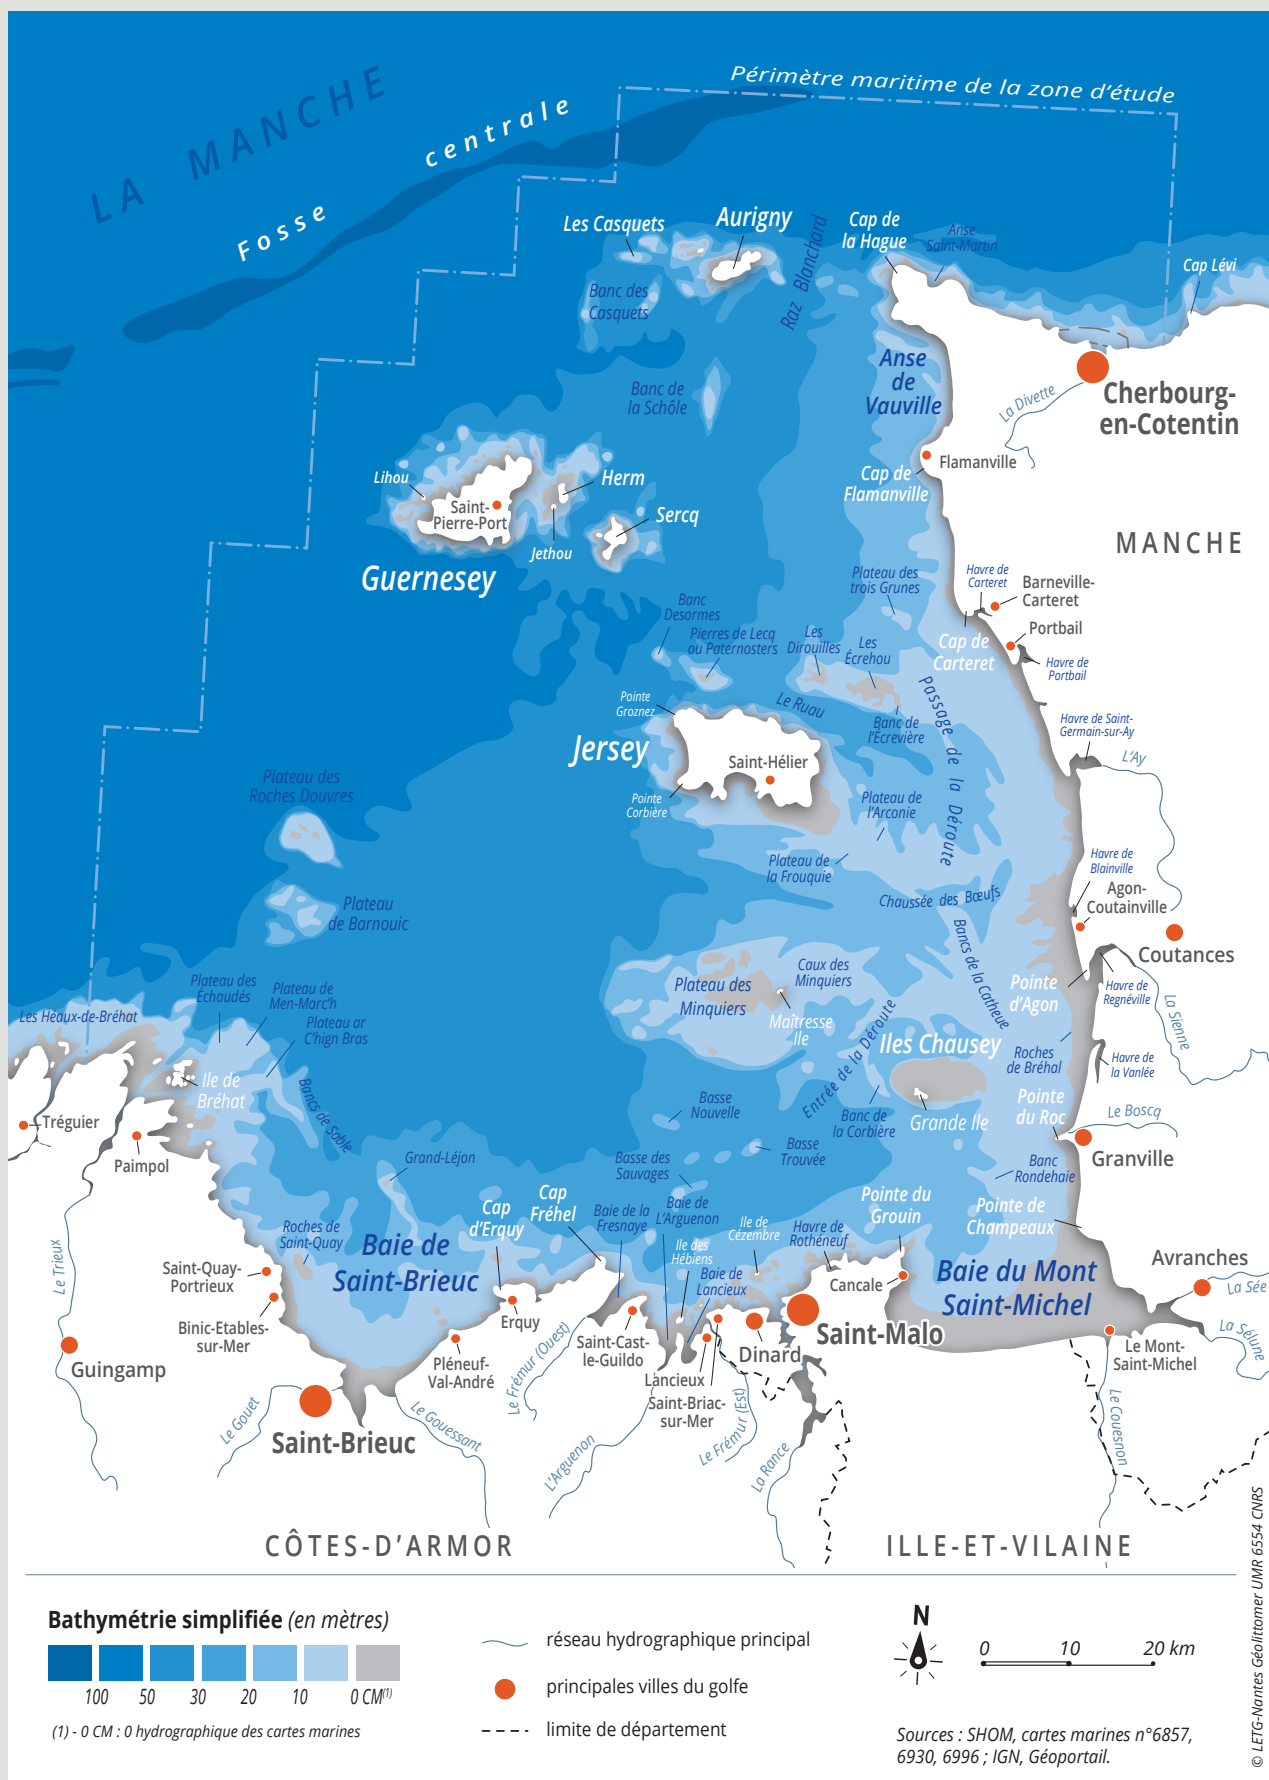 Périmètre maritime de la zone d'étude
LA MANCHE
Fosse centrale
Les Casquets
Aurigny
Cap de
la Hague
Anse
Saint-Martin
Cap Lévi
Raz Blanchard
Banc des
Casquets
Banc de
la Schôle
Anse
de
Vauville
La Divette
Cherbourg-
en-Cotentin
Flamanville
Cap de
Flamanville
Lihou
Herm
Saint-
Pierre-Port
Sercq
Jethou
Guernesey
MANCHE
Plateau des
trois Grunes
Havre de
Carteret
Barneville-
Carteret
Portbail
Cap de
Carteret
Havre de
Portbail
Banc
Desormes
Pierres de Lecq
ou Paternosters
Les
Dirouilles
Les
Écrehou
Passage de la Déroute
Pointe
Groznez
Le Ruau
Banc de
l'Écrevière
Havre de Saint-
Germain-sur-Ay
L'Ay
Jersey
Saint-Hélier
Pointe
Corbière
Plateau des
Roches Douvres
Plateau de
l'Arconie
Plateau de
la Frouquie
Havre de
Blainville
Agon-
Coutainville
Chaussée des Bœufs
Plateau
de Barnouic
Coutances
Bancs de la Catheue
Plateau des
Minquiers
Caux des
Minquiers
Maîtresse
Ile
Pointe
d'Agon
Havre de
Regnéville
La Sienne
Plateau des
Échaudés
Plateau de
Men-Marc'h
Les Héaux-de-Bréhat
Plateau ar
C'hign Bras
Entrée de la Déroute
Iles Chausey
Roches
de Bréhal
Havre de
la Vanlée
Ile de
Bréhat
Bancs de Sable
Basse
Nouvelle
Banc de
la Corbière
Grande Ile
Pointe
du Roc
Le Boscq
Tréguier
Paimpol
Grand-Léjon
Basse des
Sauvages
Basse
Trouvée
Banc
Rondehaie
Granville
Cap
d'Erquy
Cap
Fréhel
Baie de la
Fresnaye
Baie de
L'Arguenon
Ile des
Hébiens
Ile de
Cézembre
Havre de
Rothéneuf
Pointe du
Grouin
Pointe de
Champeaux
Roches de
Saint-Quay
Baie de
Saint-Brieuc
Baie de
Lancieux
Cancale
Baie du Mont
Saint-Michel
Avranches
La Sée
Le Trieux
Saint-Quay-
Portrieux
Binic-Etables-
sur-Mer
Erquy
Saint-Cast-
le-Guildo
Saint-Malo
La Sélune
Guingamp
Pléneuf-
Val-André
Le Frémur (Ouest)
Lancieux
Dinard
Le Mont-
Saint-Michel
Saint-Briac-
sur-Mer
Le Gouet
Saint-Brieuc
Le Gouessant
L'Arguenon
Le Frémur (Est)
La Rance
Le Couesnon
CÔTES-D'ARMOR
ILLE-ET-VILAINE
Bathymétrie simplifiée (en mètres)
100 50 30 20 10 0 CM(1)
(1) - 0 CM : 0 hydrographique des cartes marines
réseau hydrographique principal
principales villes du golfe
limite de département
N
0 10 20 km
Sources : SHOM, cartes marines n°6857,
6930, 6996 ; IGN, Géoportail.
© LETG-Nantes Géolittomer UMR 6554 CNRS